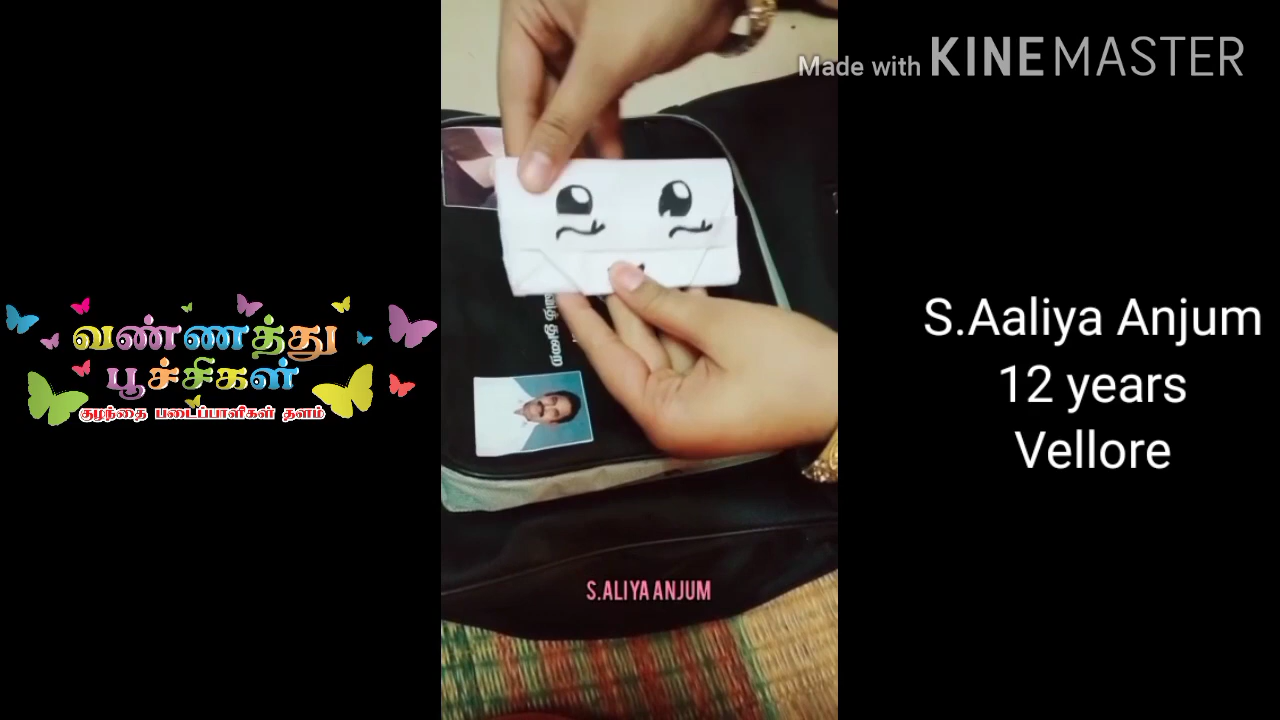 Made with KINEMASTER
வண்ணத்து
பூச்சிகள்
குழந்தை படைப்பாளிகள் தளம்
S.Aaliya Anjum
12 years
Vellore
S.ALIYA ANJUM